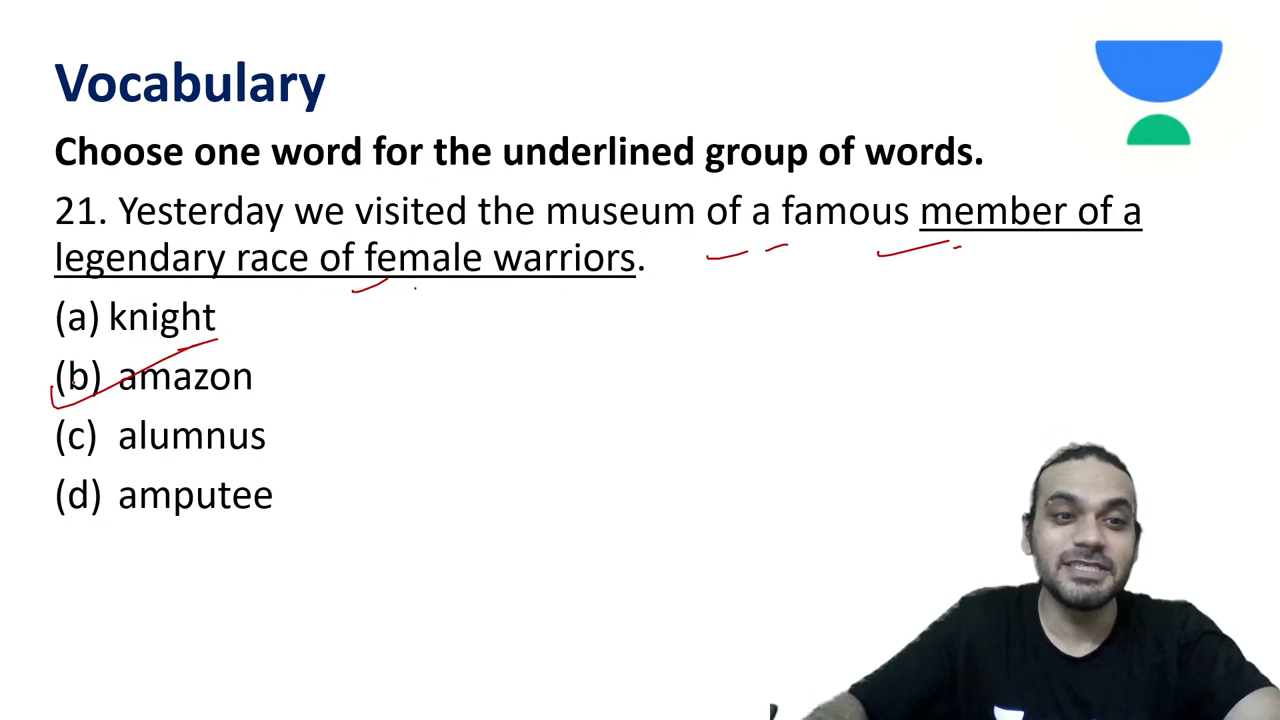 Vocabulary
Choose one word for the underlined group of words.
21. Yesterday we visited the museum of a famous member of a
legendary race of female warriors.
(a) knight
(b) amazon
(c) alumnus
(d) amputee